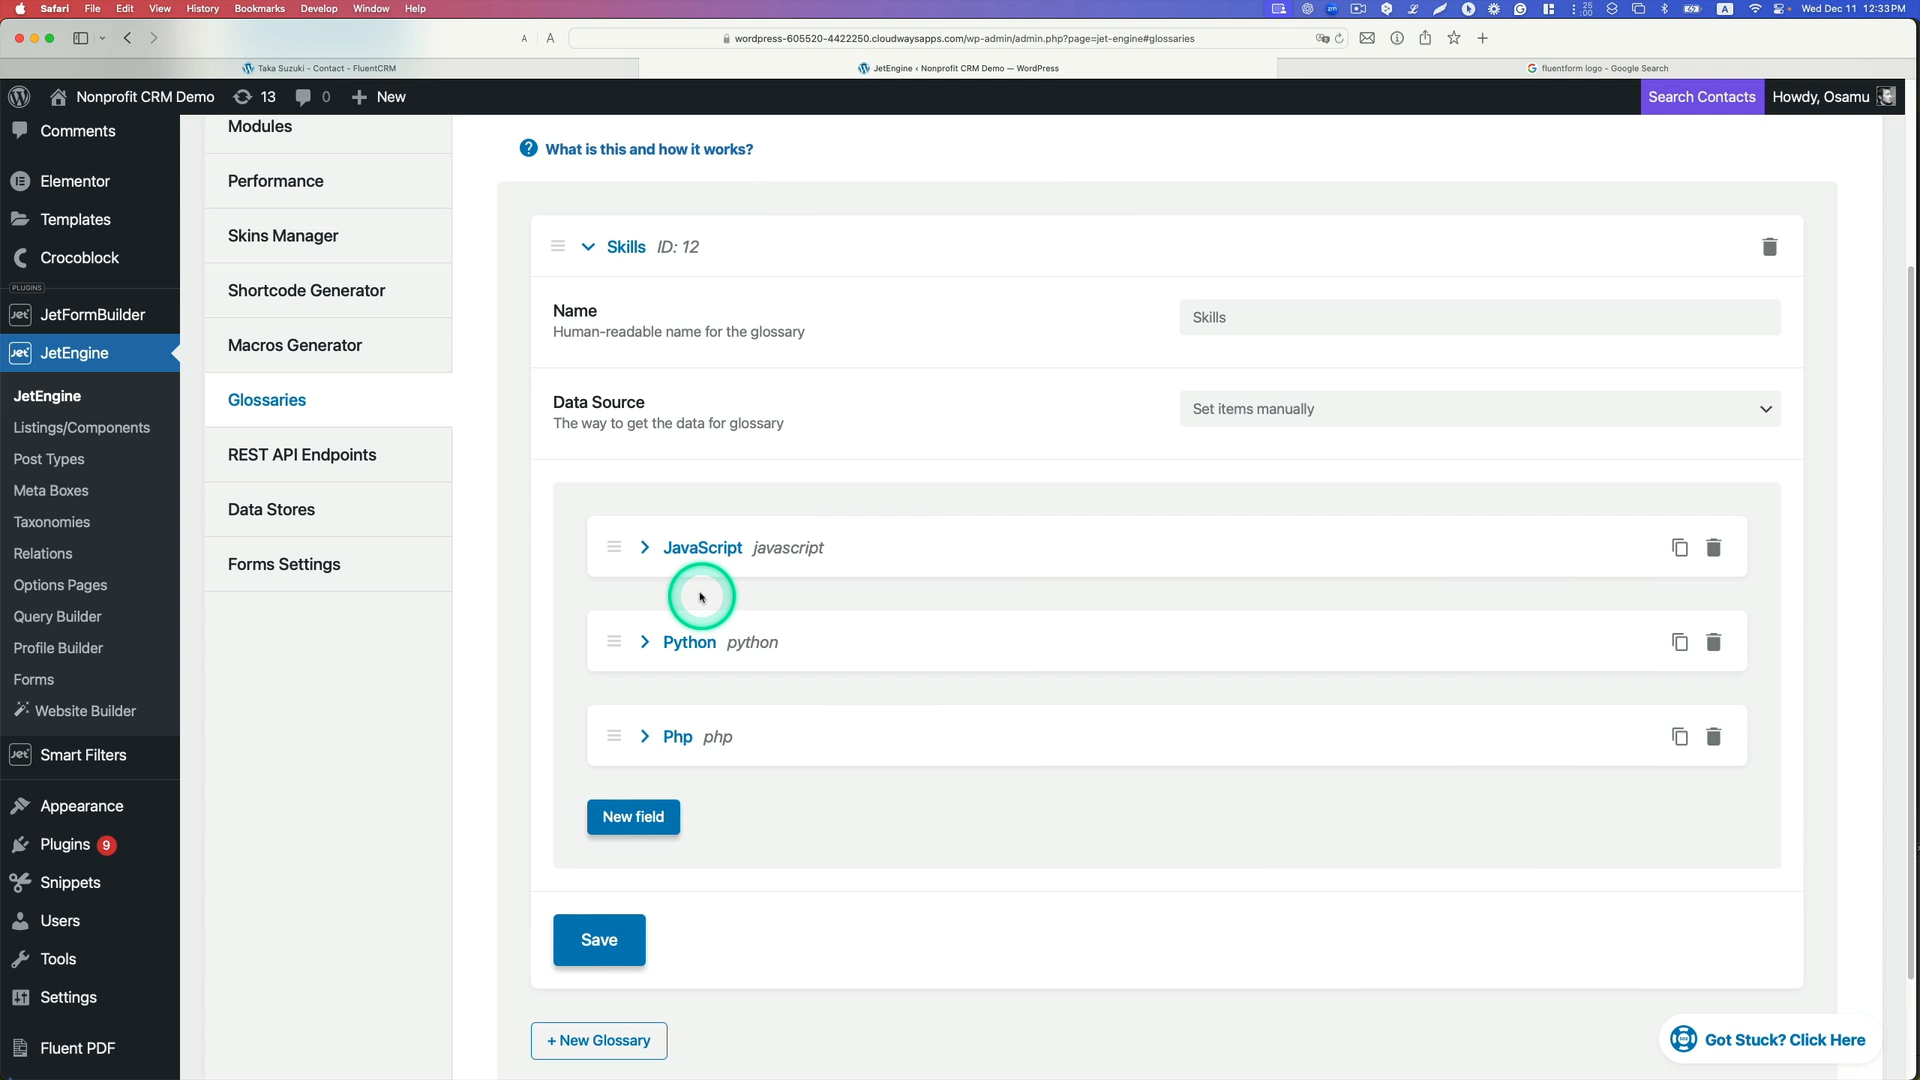 Safari File Edit View History Bookmarks Develop Window Help
25
00
A
Wed Dec 11 12:33 PM
A A
wordpress-605520-4422250.cloudwaysapps.com/wp-admin/admin.php?page=jet-engine#glossaries
Taka Suzuki - Contact - FluentCRM
JetEngine ‹ Nonprofit CRM Demo — WordPress
fluentform logo - Google Search
Nonprofit CRM Demo 13 0 New
Search Contacts
Howdy, Osamu
Comments
Elementor
Templates
Crocoblock
PLUGINS
Jet JetFormBuilder
Jet JetEngine
JetEngine
Listings/Components
Post Types
Meta Boxes
Taxonomies
Relations
Options Pages
Query Builder
Profile Builder
Forms
Website Builder
Jet Smart Filters
Appearance
Plugins 9
Snippets
Users
Tools
Settings
Fluent PDF
Modules
Performance
Skins Manager
Shortcode Generator
Macros Generator
Glossaries
REST API Endpoints
Data Stores
Forms Settings
? What is this and how it works?
Skills ID: 12
Name
Human-readable name for the glossary
Skills
Data Source
The way to get the data for glossary
Set items manually
JavaScript javascript
Python python
Php php
New field
Save
+ New Glossary
Got Stuck? Click Here